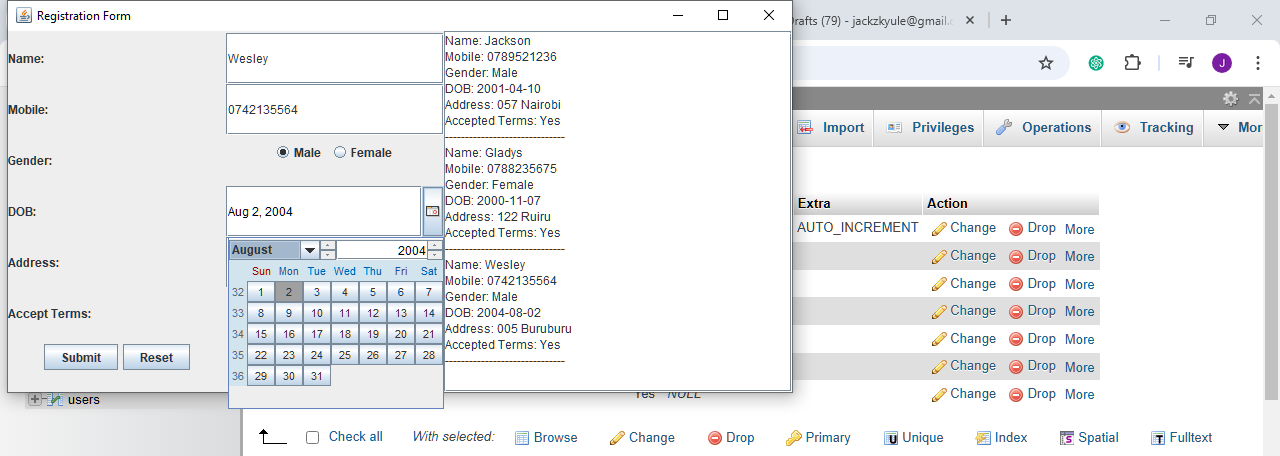 Registration Form
Drafts (79) - jackzkyule@gmail.c
Name:
Wesley
Mobile:
0742135564
Gender:
Male
Female
DOB:
Aug 2, 2004
August
2004
Sun Mon Tue Wed Thu Fri Sat
32 1 2 3 4 5 6 7
33 8 9 10 11 12 13 14
34 15 16 17 18 19 20 21
35 22 23 24 25 26 27 28
36 29 30 31
Address:
Accept Terms:
Submit
Reset
Name: Jackson
Mobile: 0789521236
Gender: Male
DOB: 2001-04-10
Address: 057 Nairobi
Accepted Terms: Yes
------------------------------
Name: Gladys
Mobile: 0788235675
Gender: Female
DOB: 2000-11-07
Address: 122 Ruiru
Accepted Terms: Yes
------------------------------
Name: Wesley
Mobile: 0742135564
Gender: Male
DOB: 2004-08-02
Address: 005 Buruburu
Accepted Terms: Yes
------------------------------
J
Import
Privileges
Operations
Tracking
Mor
Extra
Action
AUTO_INCREMENT
Change Drop More
Change Drop More
Change Drop More
Change Drop More
Change Drop More
Change Drop More
Change Drop More
users
Yes NULL
Check all
With selected:
Browse
Change
Drop
Primary
Unique
Index
Spatial
Fulltext